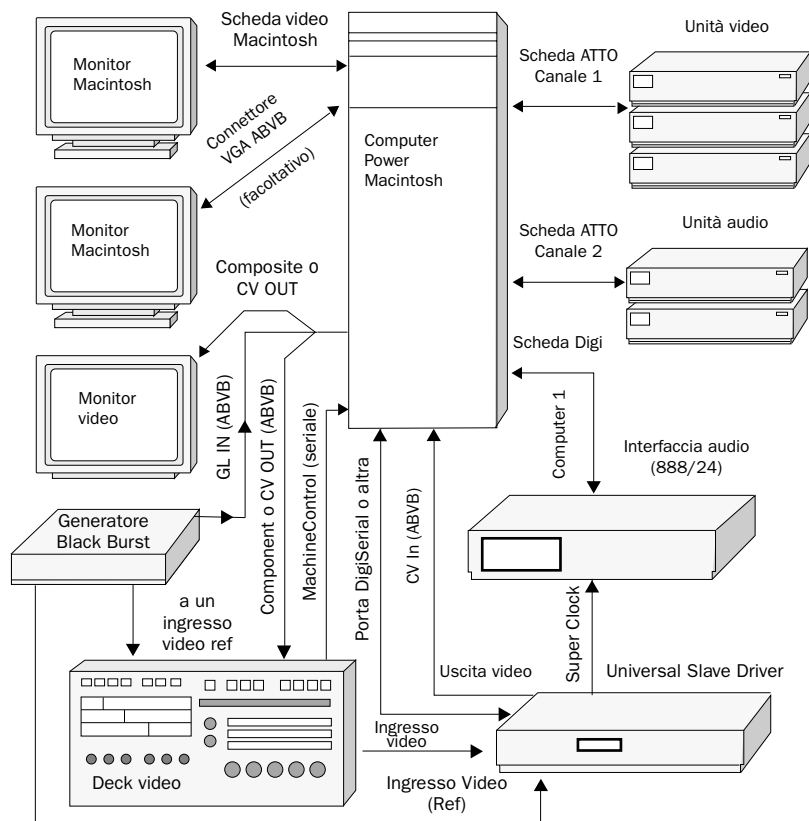 Scheda video
Macintosh
Monitor
Macintosh
Connettore
VGA ABVB
(facoltativo)
Computer
Power
Macintosh
Scheda ATTO
Canale 1
Unità video
Monitor
Macintosh
Scheda ATTO
Canale 2
Unità audio
Composite o
CV OUT
Scheda Digi
Monitor
video
GL IN (ABVB)
Component o CV OUT (ABVB)
MachineControl (seriale)
Porta DigiSerial o altra
CV In (ABVB)
Computer 1
Interfaccia audio
(888/24)
Generatore
Black Burst
a un
ingresso
video ref
Super Clock
Uscita video
Universal Slave Driver
Ingresso
video
Deck video
Ingresso Video
(Ref)